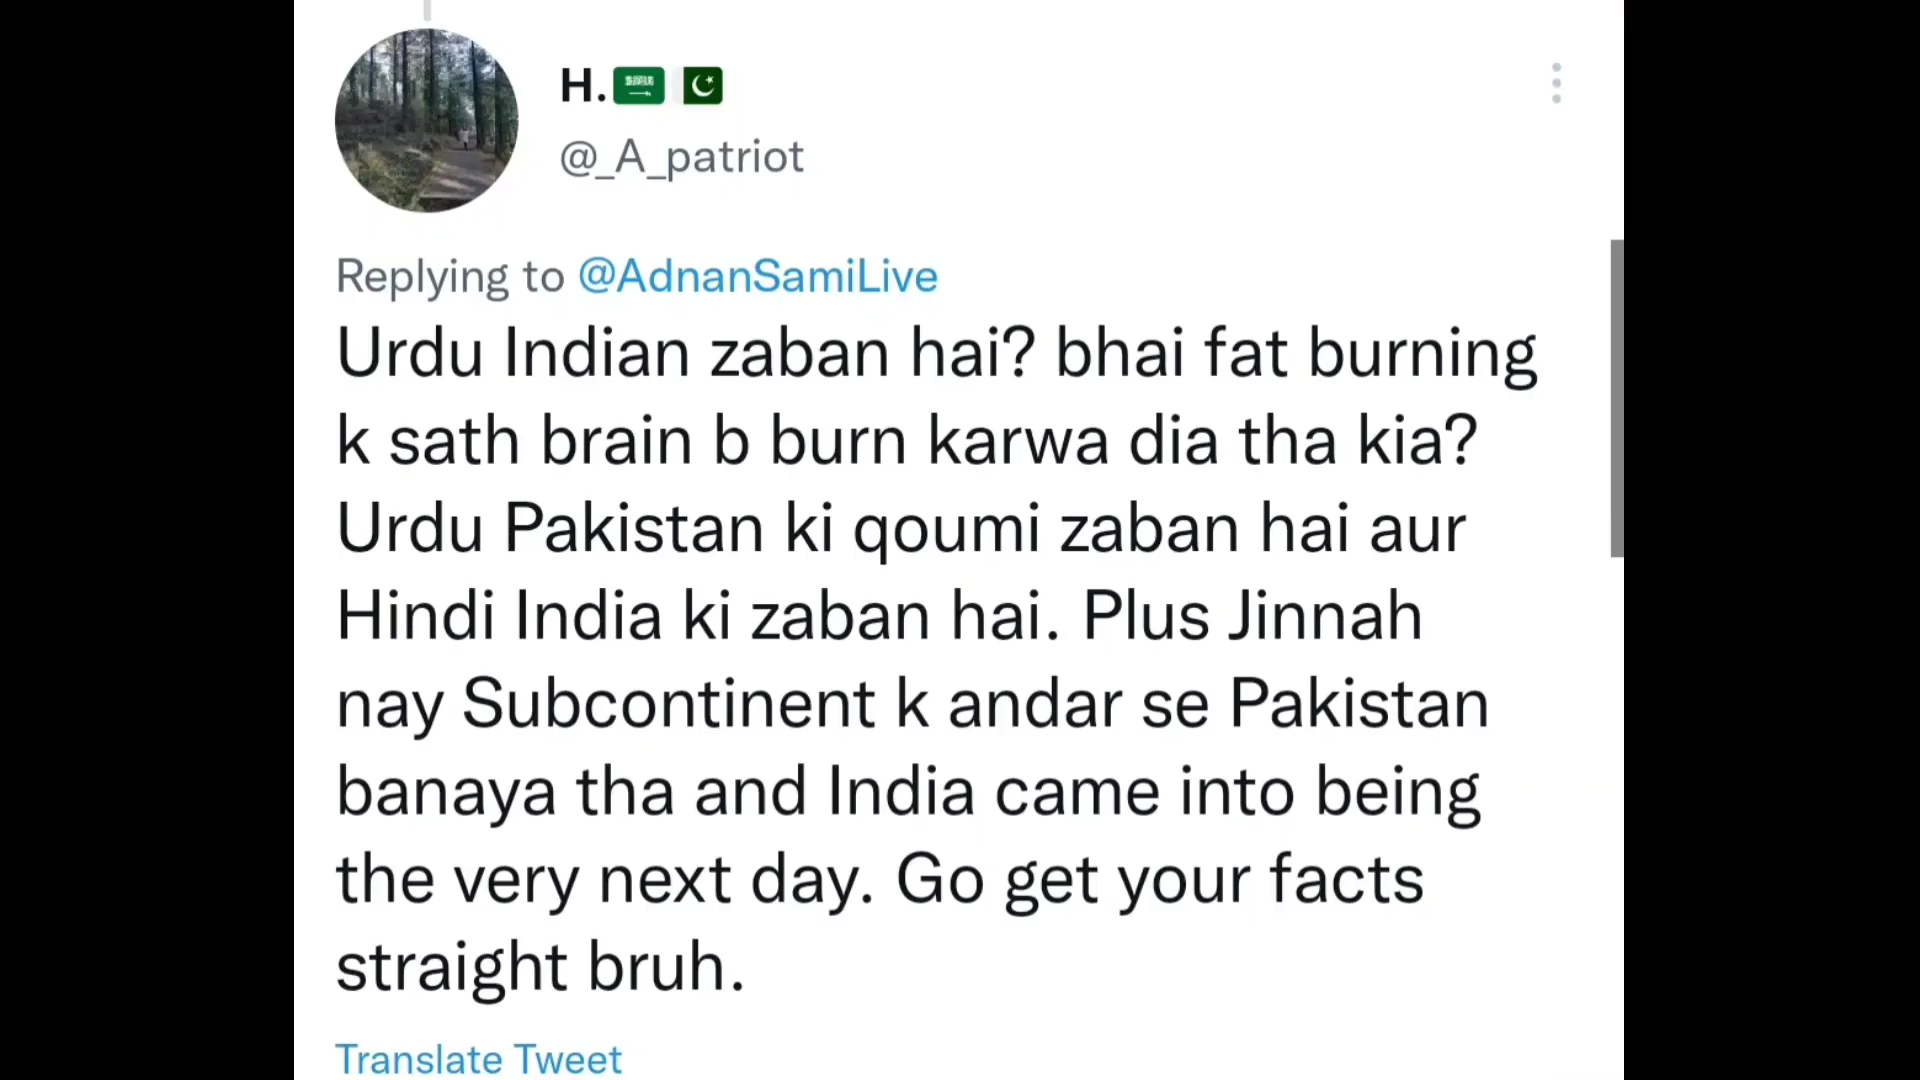 H.🇸🇦 🇵🇰
@_A_patriot
Replying to @AdnanSamiLive
Urdu Indian zaban hai? bhai fat burning
k sath brain b burn karwa dia tha kia?
Urdu Pakistan ki qoumi zaban hai aur
Hindi India ki zaban hai. Plus Jinnah
nay Subcontinent k andar se Pakistan
banaya tha and India came into being
the very next day. Go get your facts
straight bruh.
Translate Tweet